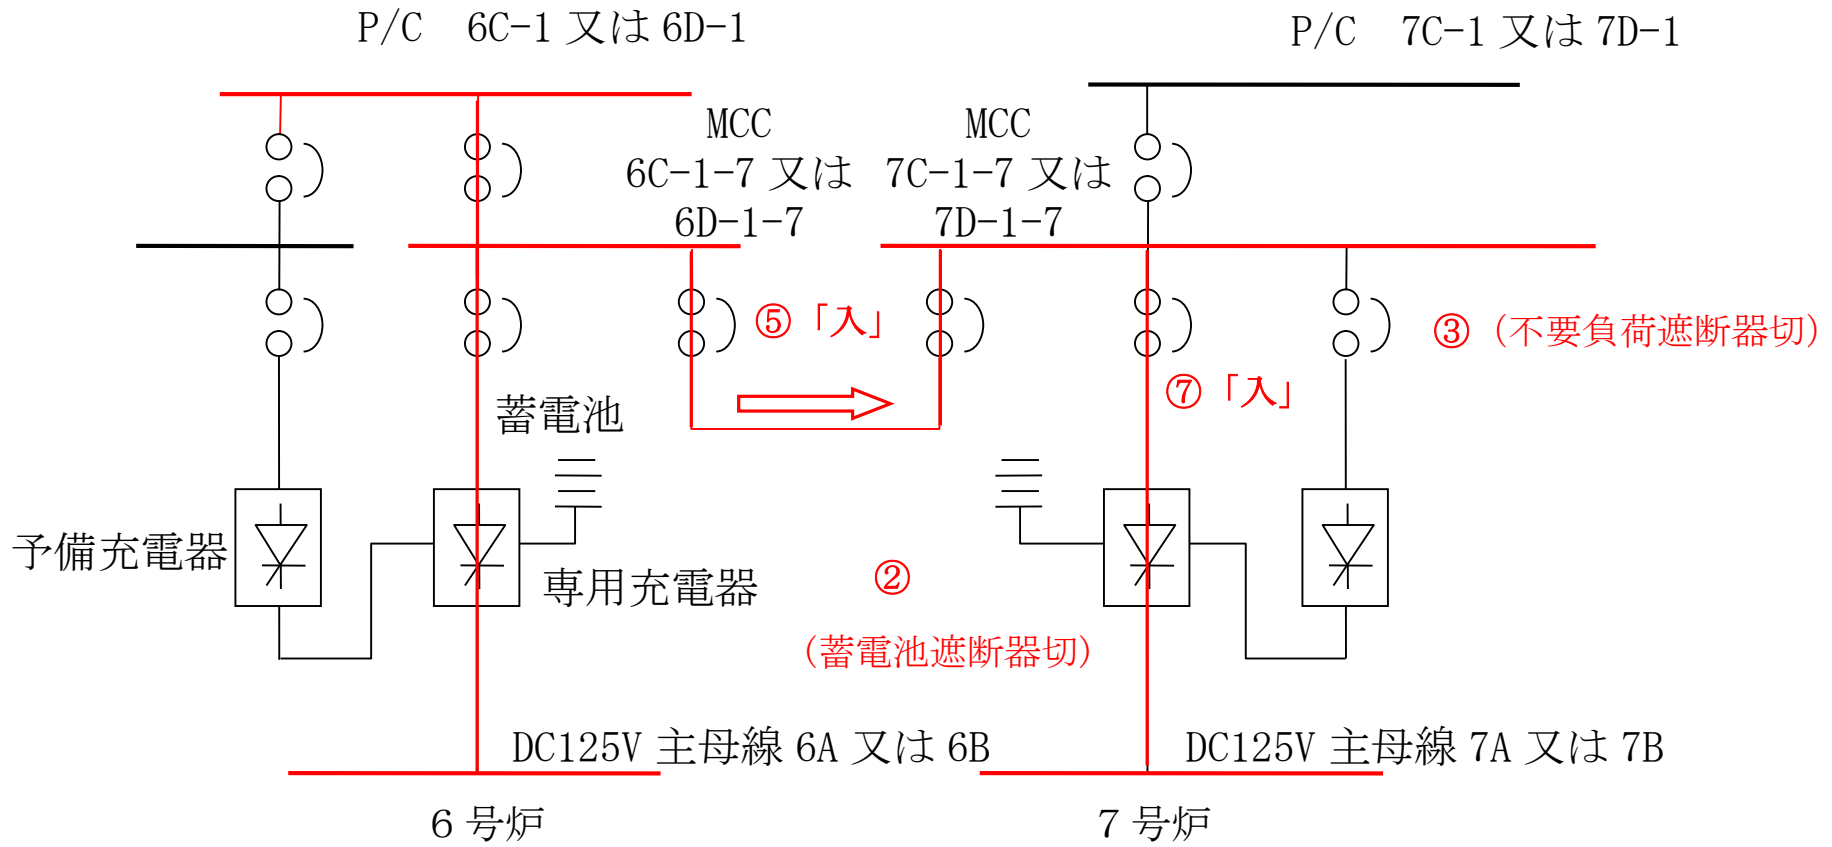 P/C 6C-1 又は 6D-1
P/C 7C-1 又は 7D-1
MCC
6C-1-7 又は
6D-1-7
MCC
7C-1-7 又は
7D-1-7
⑤「入」
③（不要負荷遮断器切）
⑦「入」
蓄電池
予備充電器
専用充電器
②
（蓄電池遮断器切）
DC125V 主母線 6A 又は 6B
DC125V 主母線 7A 又は 7B
6 号炉
7 号炉